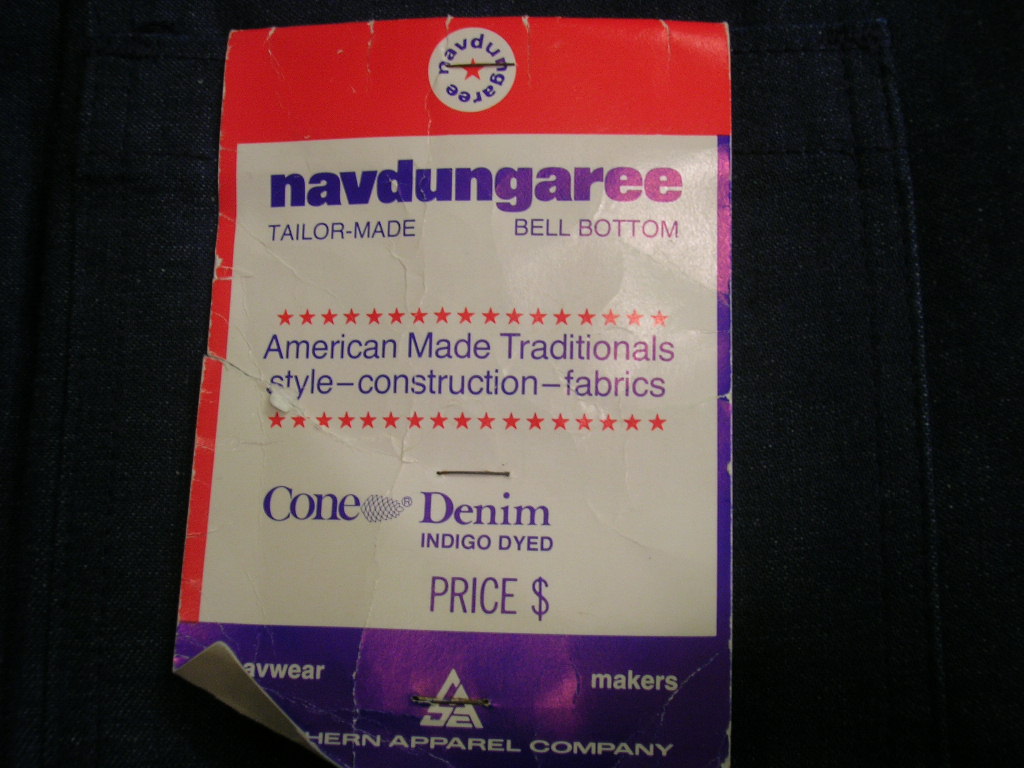 navdungaree
navdungaree
TAILOR-MADE BELL BOTTOM
American Made Traditionals
style–construction–fabrics
Cone® Denim
INDIGO DYED
PRICE $
avwear makers
HERN APPAREL COMPANY